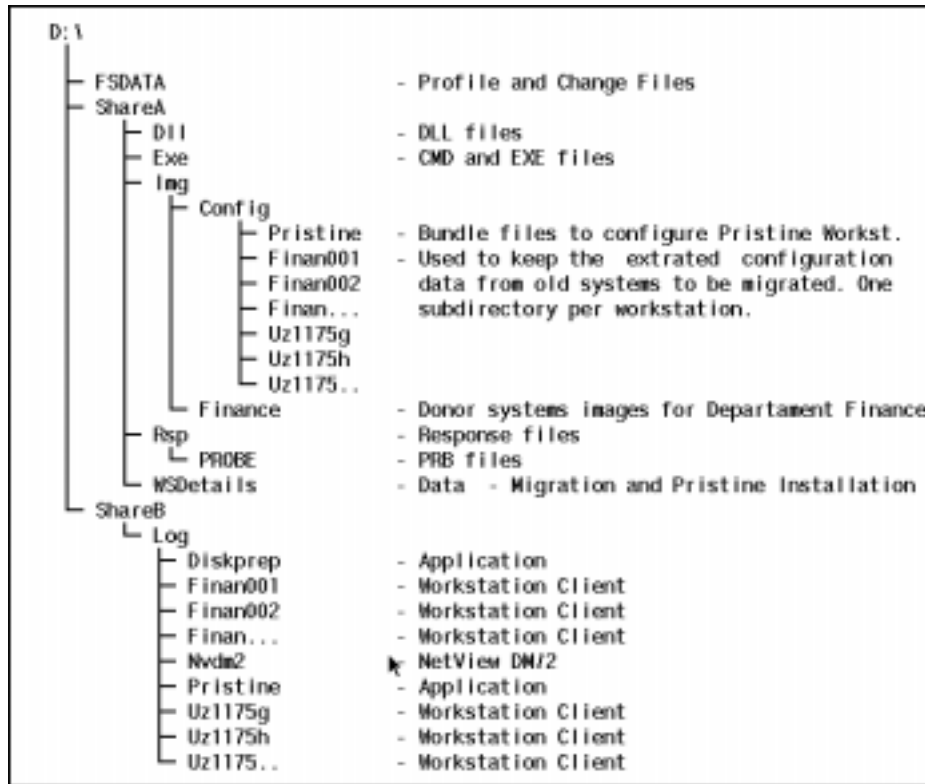 D:\
FSDATA - Profile and Change Files
ShareA
Dll - DLL files
Exe - CMD and EXE files
Img
Config
Pristine - Bundle files to configure Pristine Workst.
Finan001 - Used to keep the extrated configuration
Finan002 data from old systems to be migrated. One
Finan... subdirectory per workstation.
Uz1175g
Uz1175h
Uz1175..
Finance - Donor systems images for Departament Finance
Rsp - Response files
PROBE - PRB files
WSDetails - Data - Migration and Pristine Installation
ShareB
Log
Diskprep - Application
Finan001 - Workstation Client
Finan002 - Workstation Client
Finan... - Workstation Client
Nvdm2 - NetView DM/2
Pristine - Application
Uz1175g - Workstation Client
Uz1175h - Workstation Client
Uz1175.. - Workstation Client